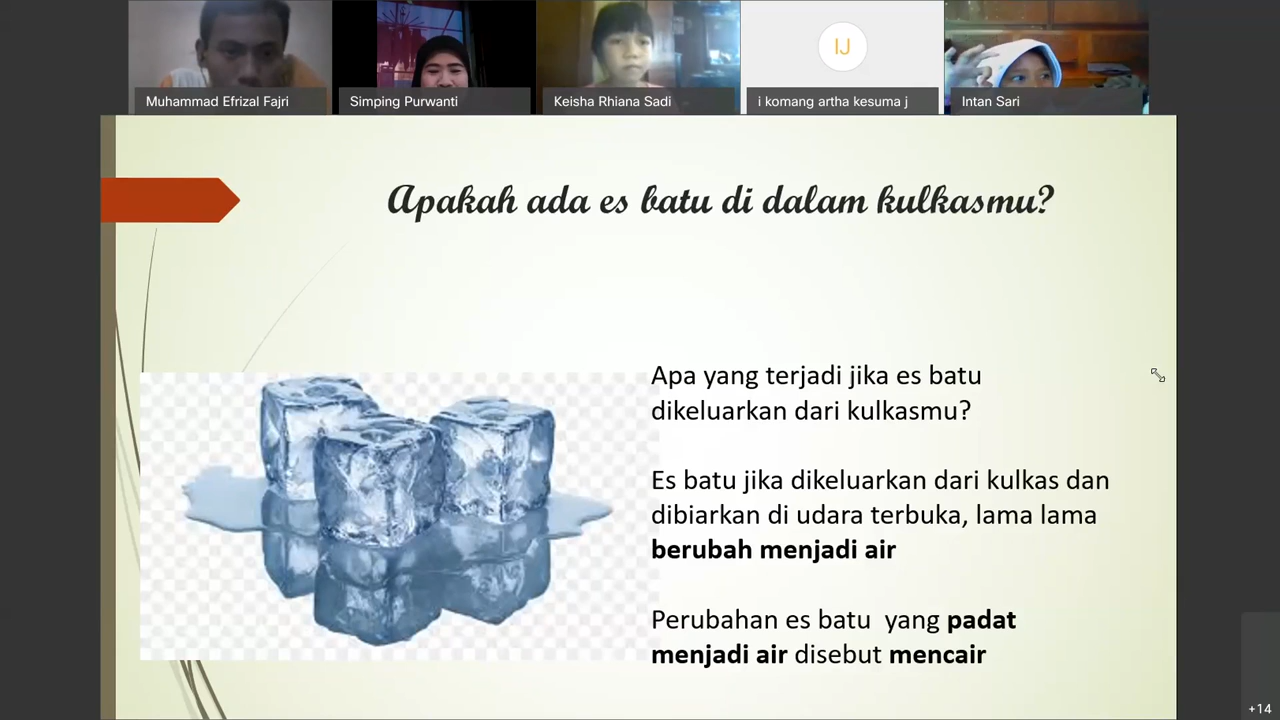 Muhammad Efrizal Fajri
Simping Purwanti
Keisha Rhiana Sadi
IJ
i komang artha kesuma j
Intan Sari
Apakah ada es batu di dalam kulkasmu?
Apa yang terjadi jika es batu
dikeluarkan dari kulkasmu?
Es batu jika dikeluarkan dari kulkas dan
dibiarkan di udara terbuka, lama lama
berubah menjadi air
Perubahan es batu  yang padat
menjadi air disebut mencair
+14